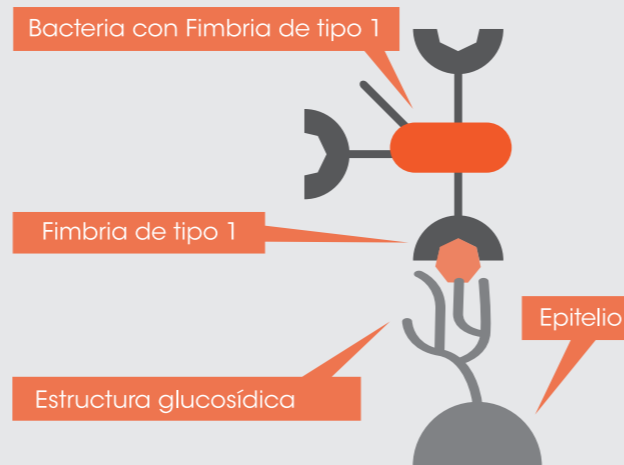 Bacteria con Fimbria de tipo 1
Fimbria de tipo 1
Epitelio
Estructura glucosídica